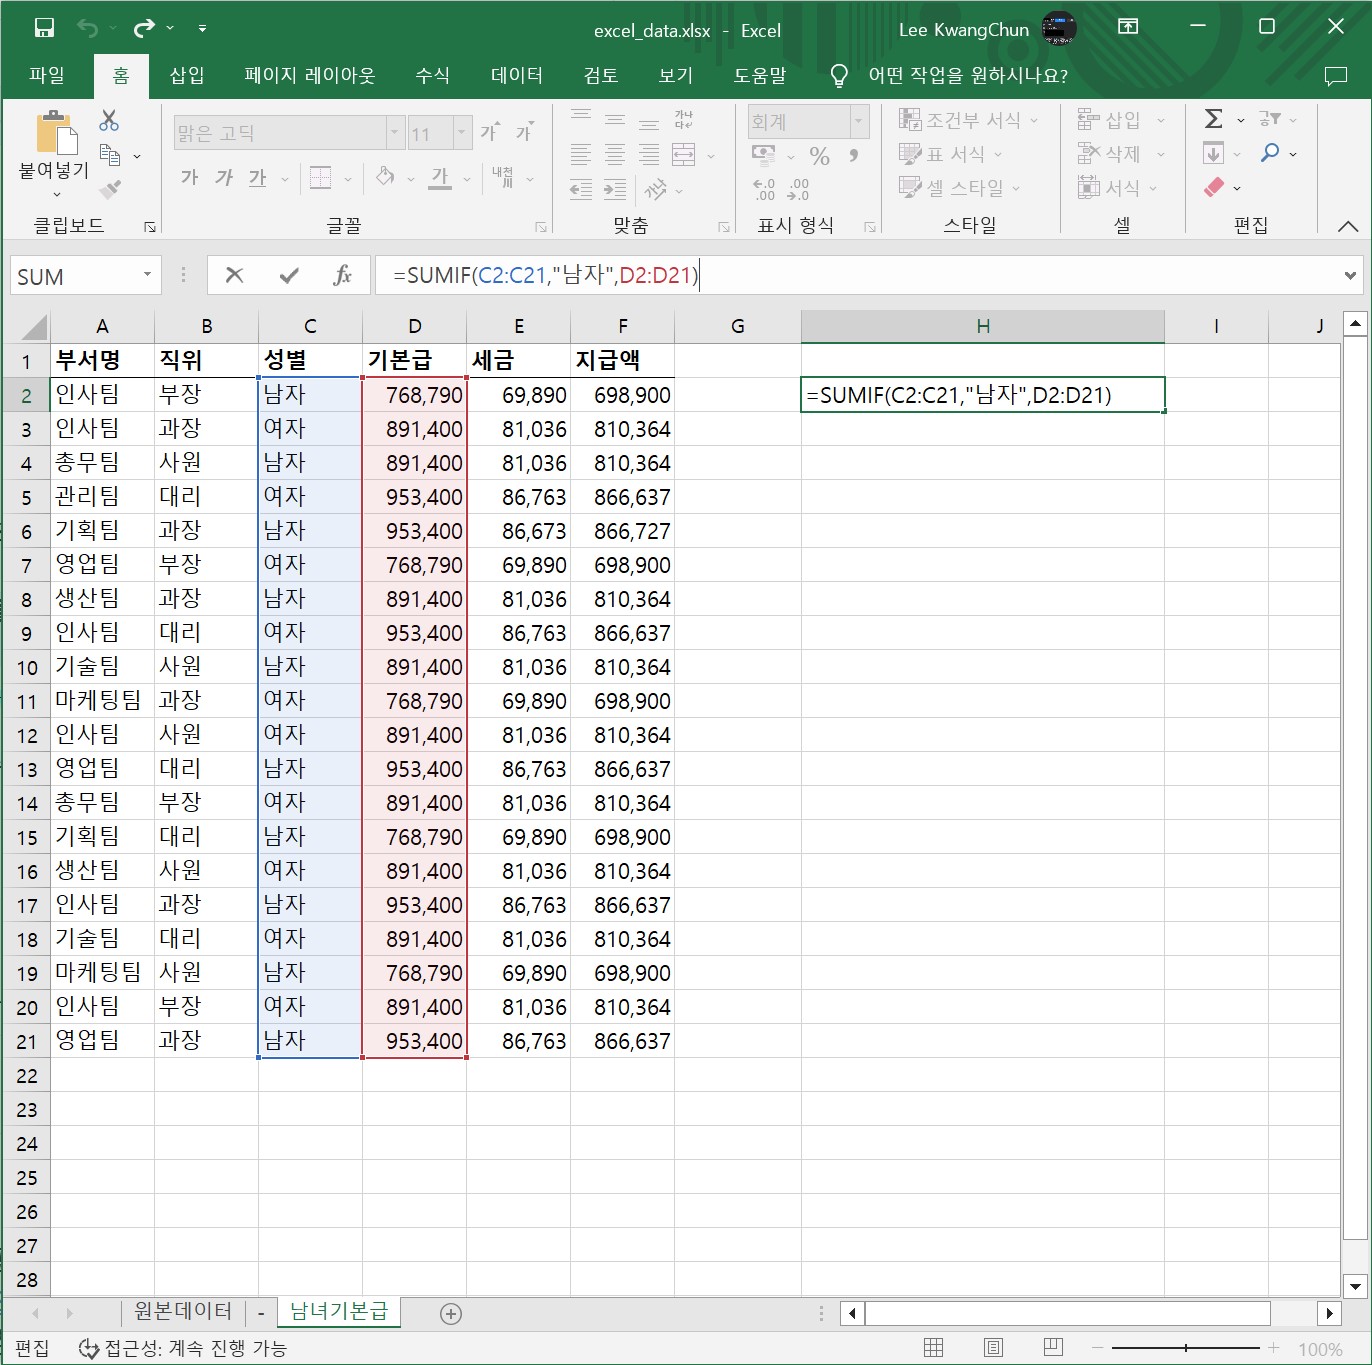 excel_data.xlsx - Excel
Lee KwangChun
파일 홈 삽입 페이지 레이아웃 수식 데이터 검토 보기 도움말 어떤 작업을 원하시나요?
붙여넣기
맑은 고딕 11 가 가
가 가 가 가 내천 川
가나 다
회계
% ,
.00 .0
조건부 서식
표 서식
셀 스타일
삽입
삭제
서식
클립보드 글꼴 맞춤 표시 형식 스타일 셀 편집
SUM fx =SUMIF(C2:C21,"남자",D2:D21)
A B C D E F G H I J
1 부서명 직위 성별 기본급 세금 지급액
2 인사팀 부장 남자 768,790 69,890 698,900 =SUMIF(C2:C21,"남자",D2:D21)
3 인사팀 과장 여자 891,400 81,036 810,364
4 총무팀 사원 남자 891,400 81,036 810,364
5 관리팀 대리 여자 953,400 86,763 866,637
6 기획팀 과장 남자 953,400 86,673 866,727
7 영업팀 부장 여자 768,790 69,890 698,900
8 생산팀 과장 남자 891,400 81,036 810,364
9 인사팀 대리 여자 953,400 86,763 866,637
10 기술팀 사원 남자 891,400 81,036 810,364
11 마케팅팀 과장 여자 768,790 69,890 698,900
12 인사팀 사원 여자 891,400 81,036 810,364
13 영업팀 대리 남자 953,400 86,763 866,637
14 총무팀 부장 여자 891,400 81,036 810,364
15 기획팀 대리 남자 768,790 69,890 698,900
16 생산팀 사원 여자 891,400 81,036 810,364
17 인사팀 과장 남자 953,400 86,763 866,637
18 기술팀 대리 여자 891,400 81,036 810,364
19 마케팅팀 사원 남자 768,790 69,890 698,900
20 인사팀 부장 여자 891,400 81,036 810,364
21 영업팀 과장 남자 953,400 86,763 866,637
22
23
24
25
26
27
28
원본데이터 - 남녀기본급
편집 접근성: 계속 진행 가능 100%